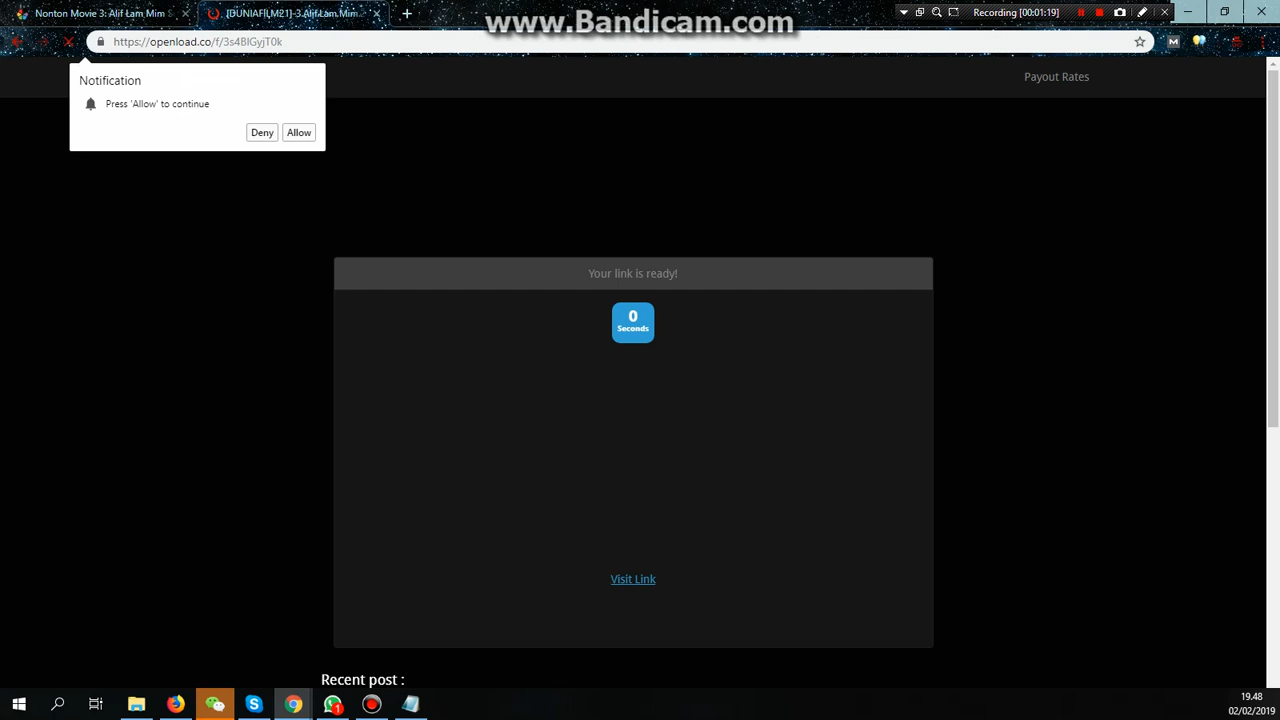 Nonton Movie 3: Alif Lam Mim S
[DUNIAFILM21]-3.Alif.Lam.Mim...
www.Bandicam.com
Recording [00:01:19]
https://openload.co/f/3s4BIGyjT0k
Notification
Press 'Allow' to continue
Deny
Allow
Payout Rates
Your link is ready!
0
Seconds
Visit Link
Recent post :
1
19.48
02/02/2019